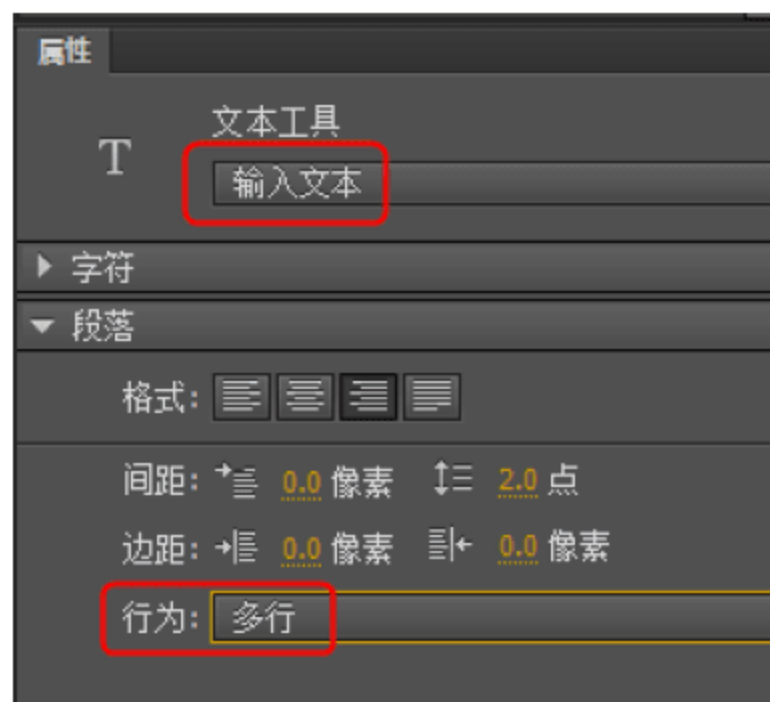 属性
文本工具
T
输入文本
字符
段落
格式:
间距: 0.0 像素 2.0 点
边距: 0.0 像素 0.0 像素
行为: 多行